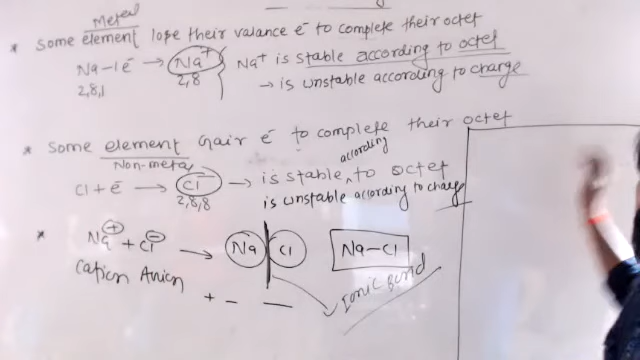 Metal
* Some element lose their valance e⁻ to complete their octet
Na-1e⁻ → Na⁺ } Na⁺ is stable according to octet
2,8,1 2,8 → is unstable according to charge
* Some element Gain e⁻ to complete their octet
Non-metal according
Cl + e⁻ → Cl⁻ → is stable, to octet
2,8,8 is unstable according to charge
* Na⁺ + Cl⁻ → Na Cl Na-Cl
Cation Anion
+ - Ionic Bond